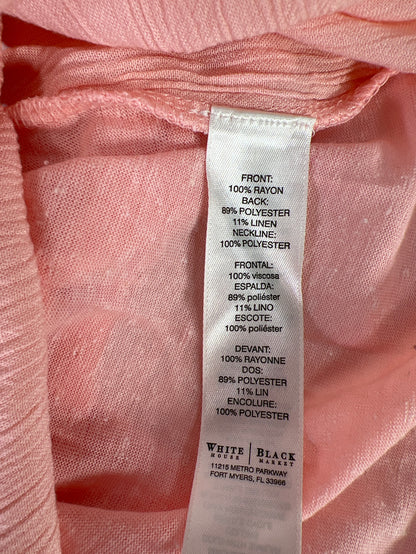 FRONT:
100% RAYON
BACK:
89% POLYESTER
11% LINEN
NECKLINE:
100% POLYESTER
FRONTAL:
100% viscosa
ESPALDA:
89% poliéster
11% LINO
ESCOTE:
100% poliéster
DEVANT:
100% RAYONNE
DOS:
89% POLYESTER
11% LIN
ENCOLURE:
100% POLYESTER
WHITE | BLACK
HOUSE | MARKET
11215 METRO PARKWAY
FORT MYERS, FL 33966